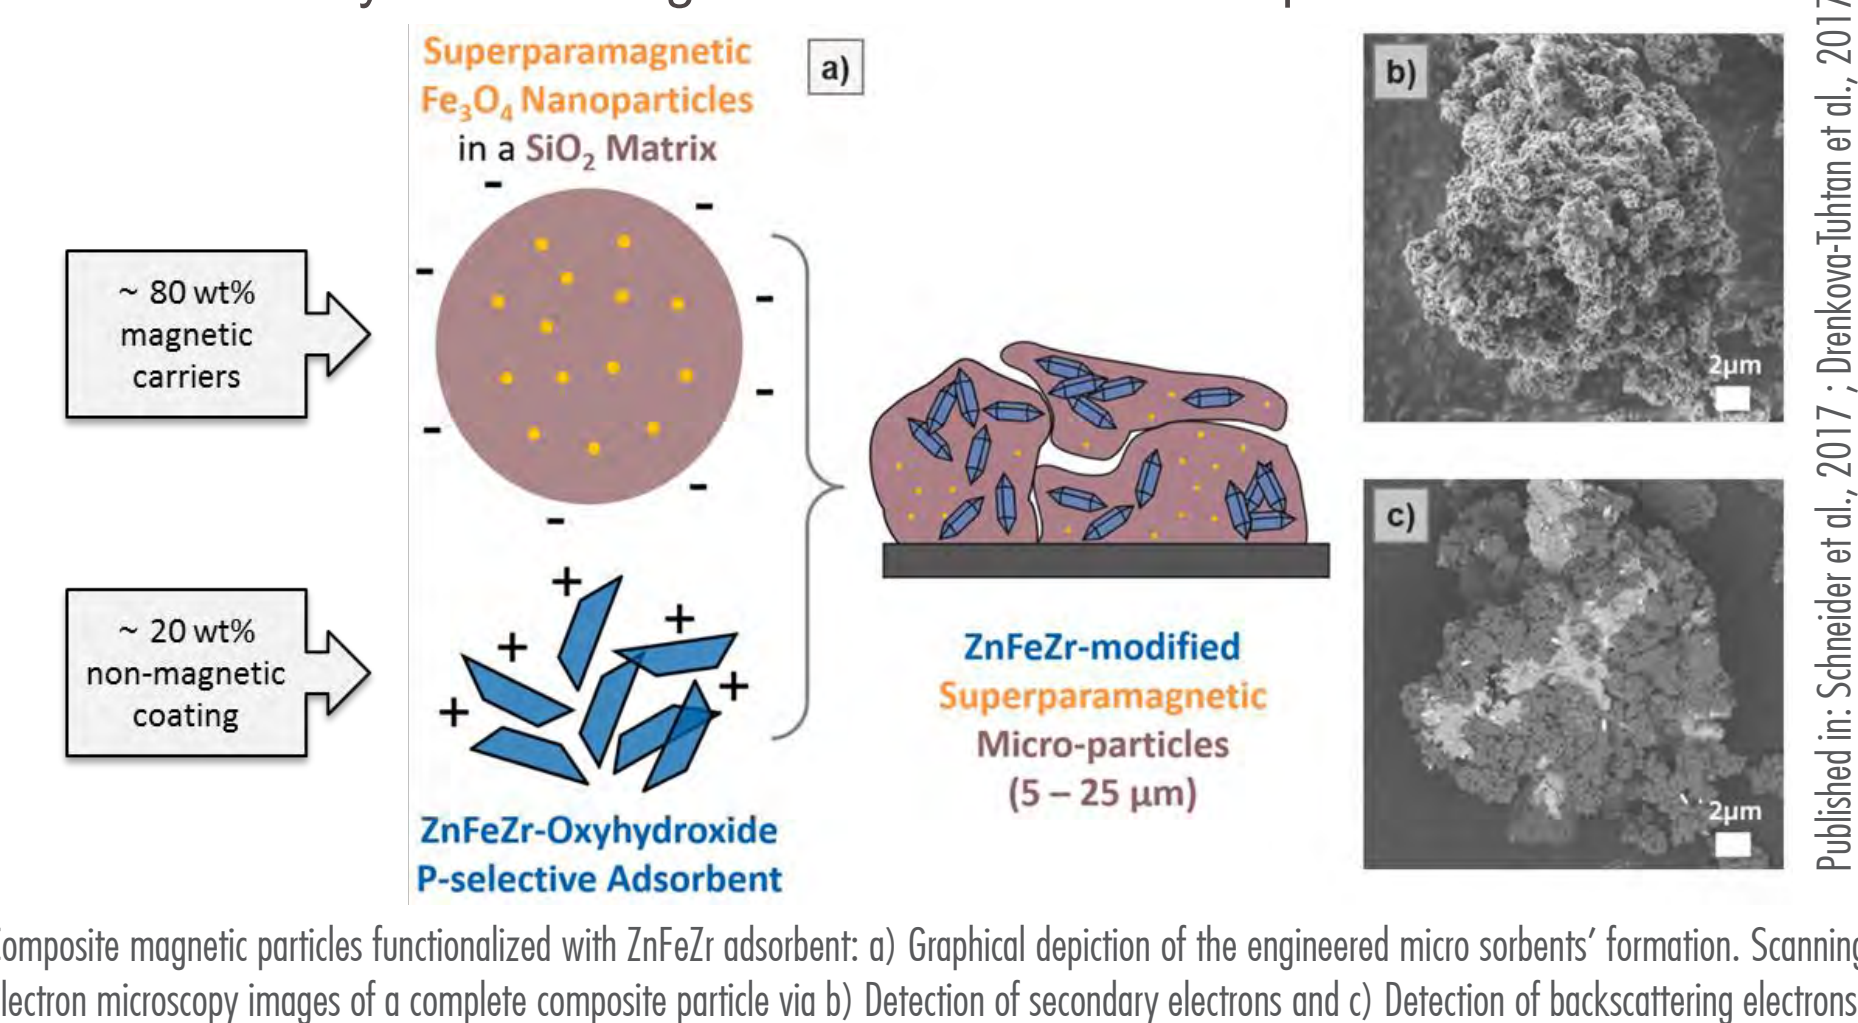 Superparamagnetic
Fe3O4 Nanoparticles
in a SiO2 Matrix
a)
~ 80 wt%
magnetic
carriers
~ 20 wt%
non-magnetic
coating
ZnFeZr-Oxyhydroxide
P-selective Adsorbent
ZnFeZr-modified
Superparamagnetic
Micro-particles
(5 – 25 µm)
b)
2µm
c)
2µm
Published in: Schneider et al., 2017 ; Drenkova-Tuhtan et al., 2017
Composite magnetic particles functionalized with ZnFeZr adsorbent: a) Graphical depiction of the engineered micro sorbents’ formation. Scanning
electron microscopy images of a complete composite particle via b) Detection of secondary electrons and c) Detection of backscattering electrons